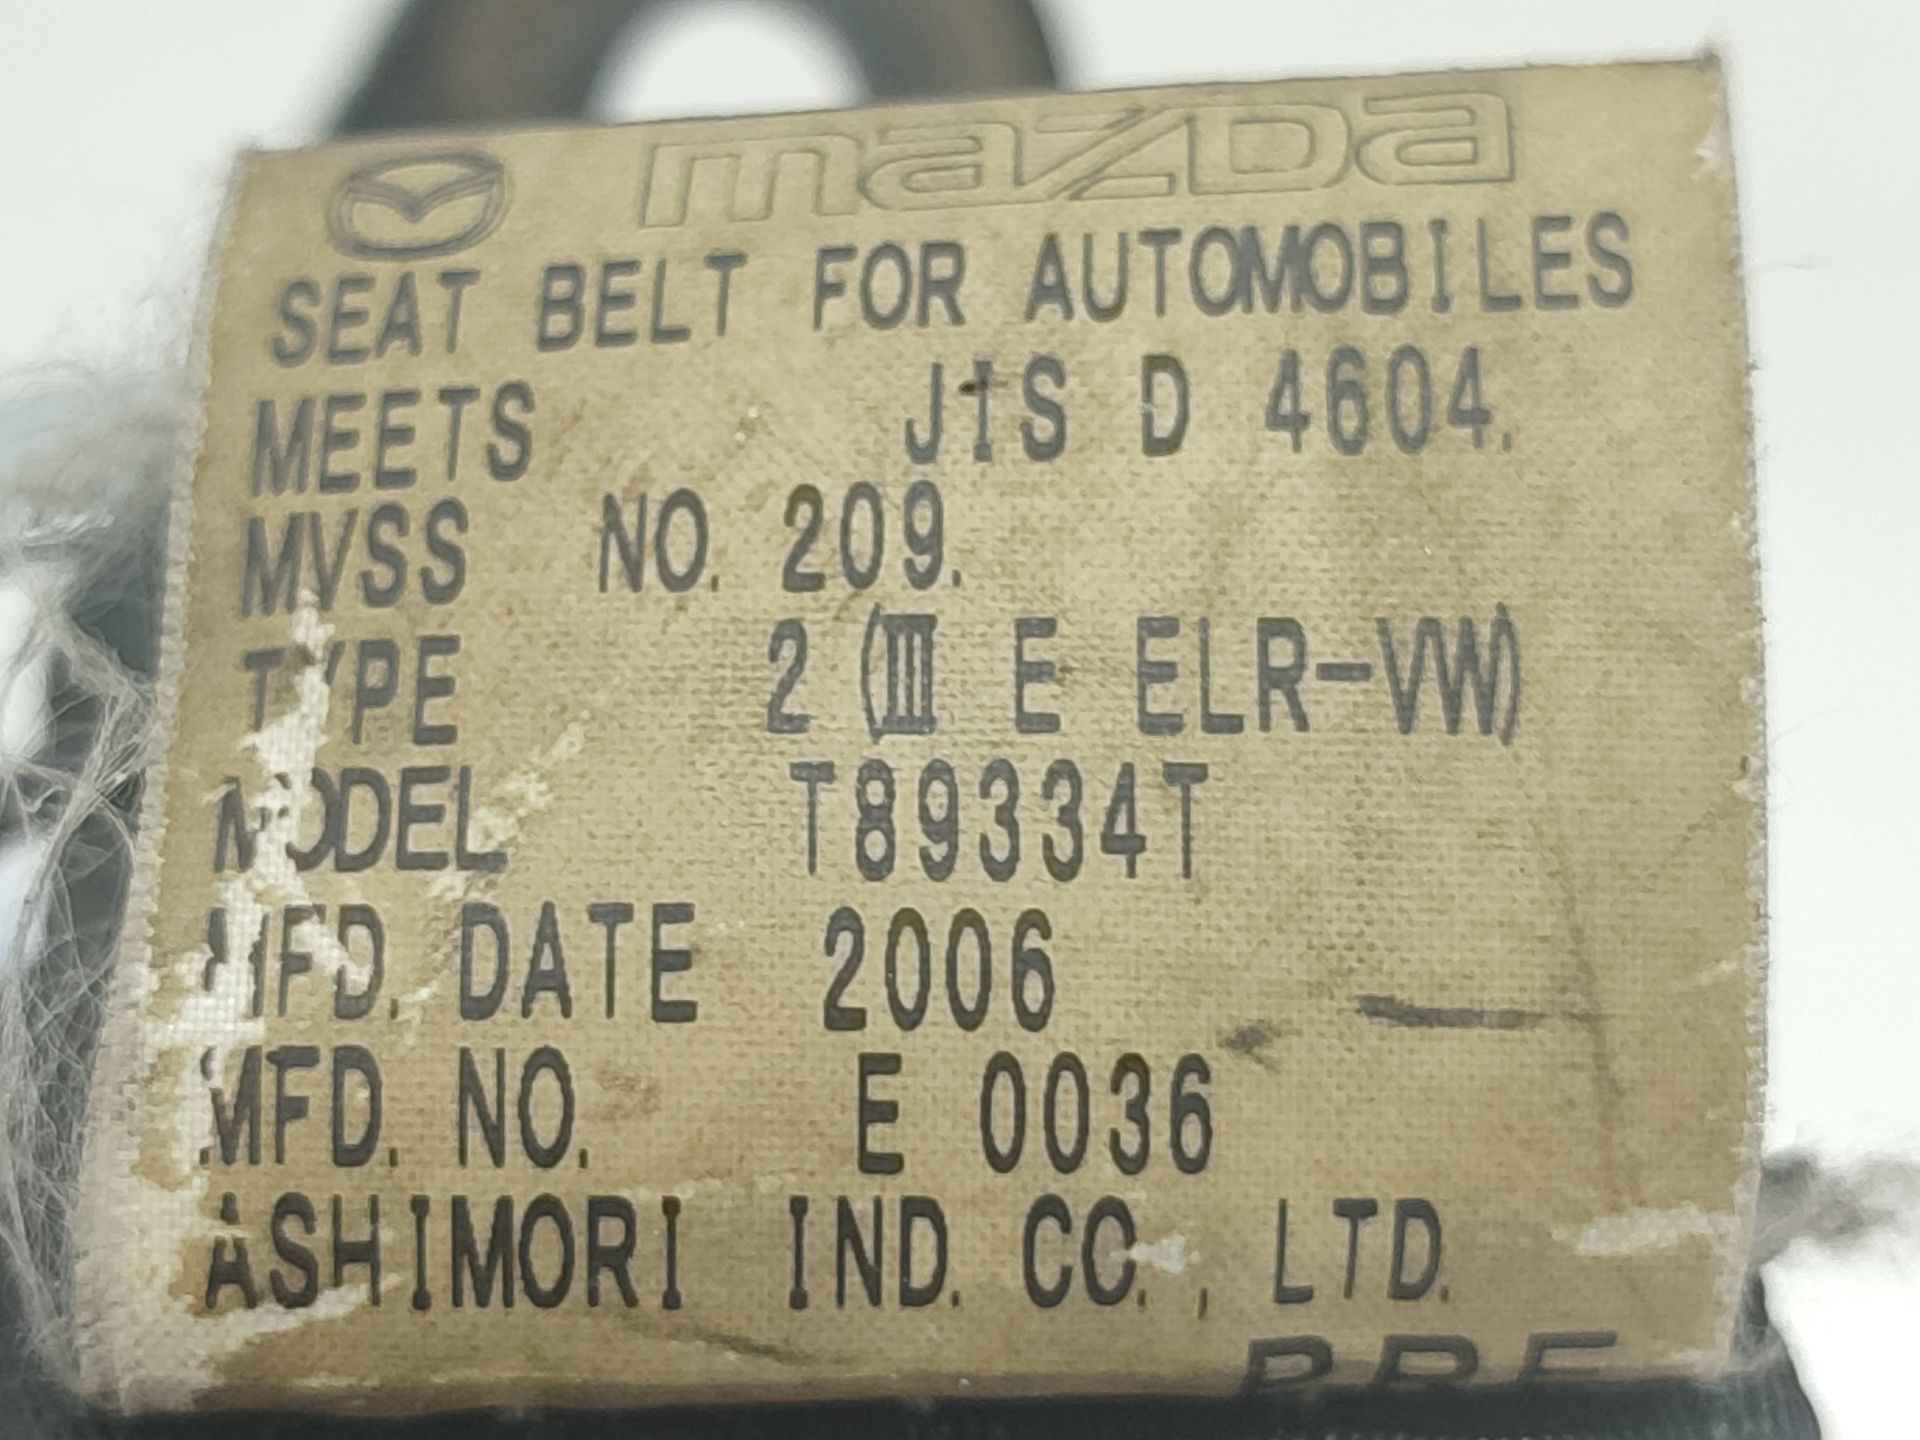 mazda
SEAT BELT FOR AUTOMOBILES
MEETS JIS D 4604.
MVSS NO. 209.
TYPE 2 (III E ELR-VW)
MODEL T89334T
MFD. DATE 2006
MFD. NO. E 0036
ASHIMORI IND. CO., LTD.